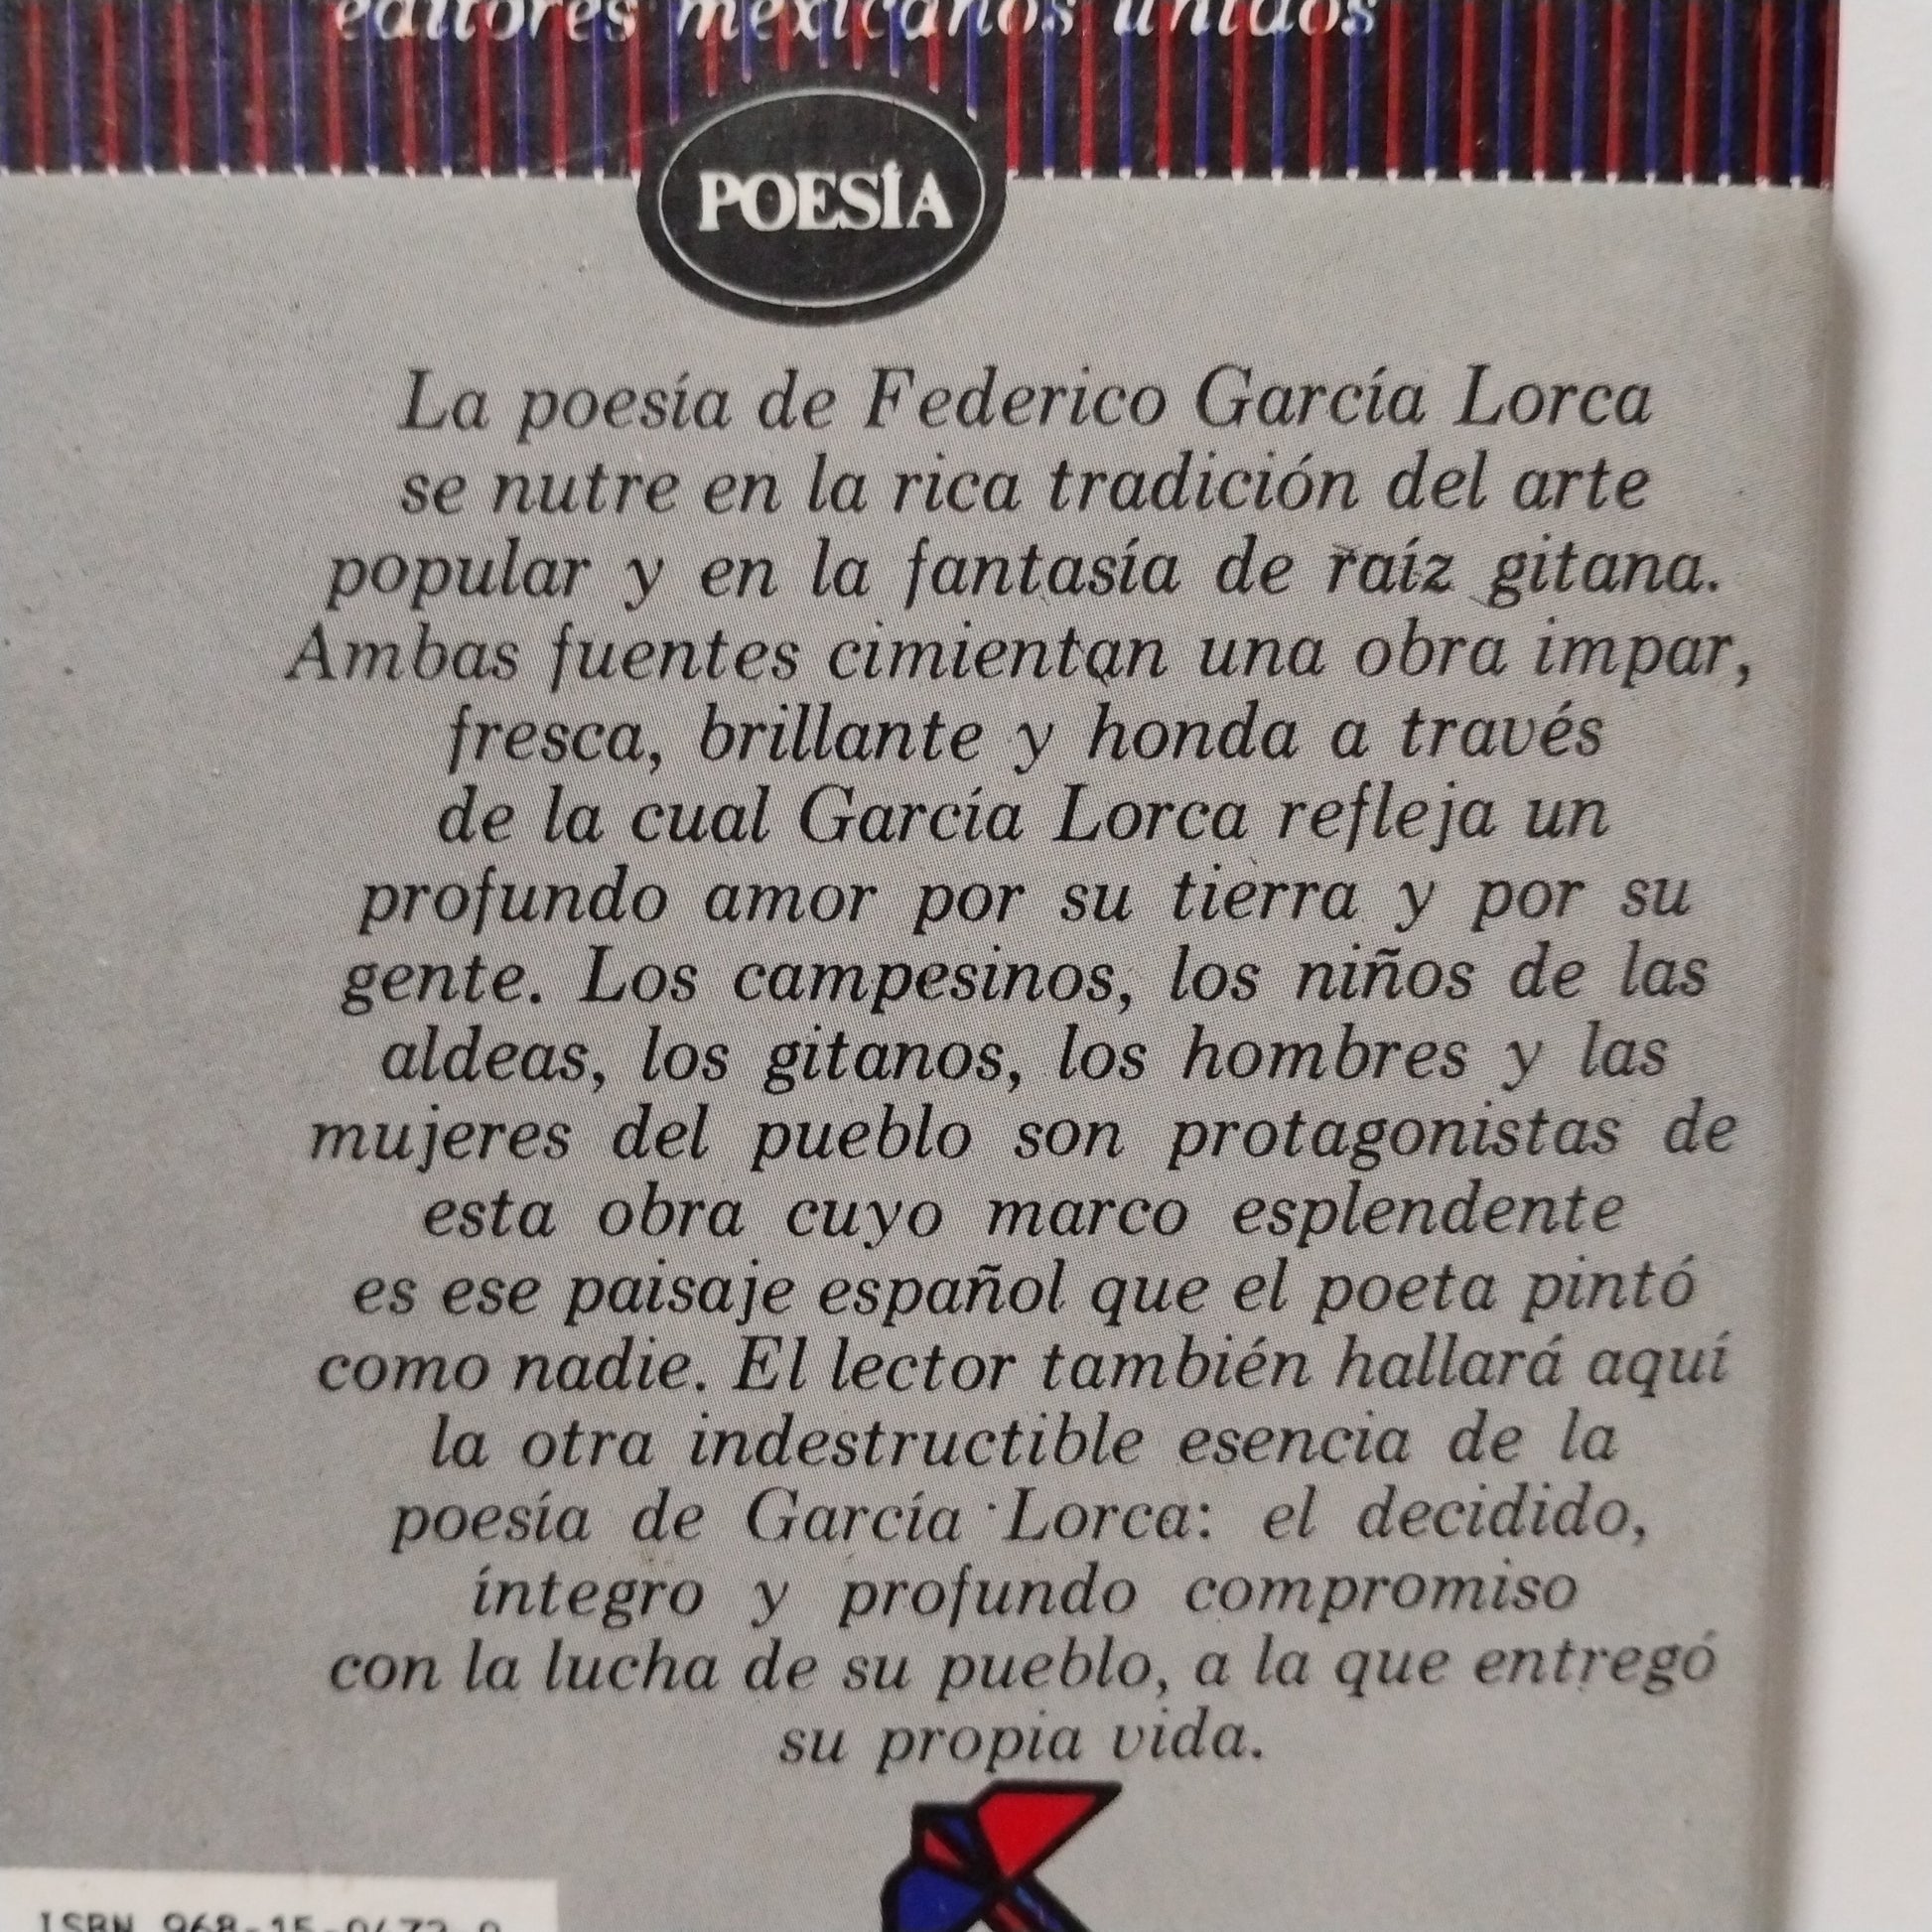 editores mexicanos unidos
POESÍA
La poesía de Federico García Lorca
se nutre en la rica tradición del arte
popular y en la fantasía de raíz gitana.
Ambas fuentes cimientan una obra impar,
fresca, brillante y honda a través
de la cual García Lorca refleja un
profundo amor por su tierra y por su
gente. Los campesinos, los niños de las
aldeas, los gitanos, los hombres y las
mujeres del pueblo son protagonistas de
esta obra cuyo marco esplendente
es ese paisaje español que el poeta pintó
como nadie. El lector también hallará aquí
la otra indestructible esencia de la
poesía de García Lorca: el decidido,
íntegro y profundo compromiso
con la lucha de su pueblo, a la que entregó
su propia vida.
ISBN